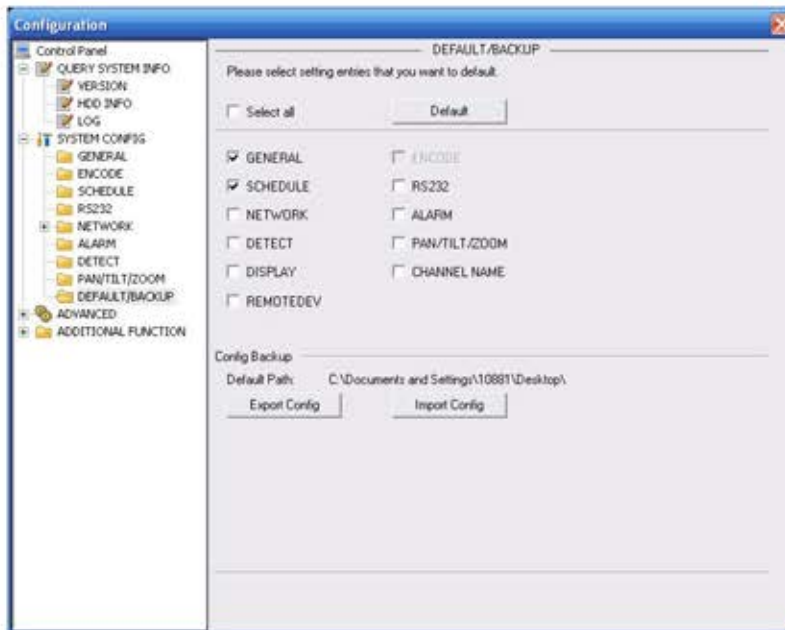 Configuration
Control Panel
QUERY SYSTEM INFO
VERSION
HDD INFO
LOG
SYSTEM CONFIG
GENERAL
ENCODE
SCHEDULE
RS232
NETWORK
ALARM
DETECT
PAN/TILT/ZOOM
DEFAULT/BACKUP
ADVANCED
ADDITIONAL FUNCTION
DEFAULT/BACKUP
Please select setting entries that you want to default.
Select all
Default
GENERAL
ENCODE
SCHEDULE
RS232
NETWORK
ALARM
DETECT
PAN/TILT/ZOOM
DISPLAY
CHANNEL NAME
REMOTEDEV
Config Backup
Default Path: C:\Documents and Settings\10881\Desktop\
Export Config
Import Config